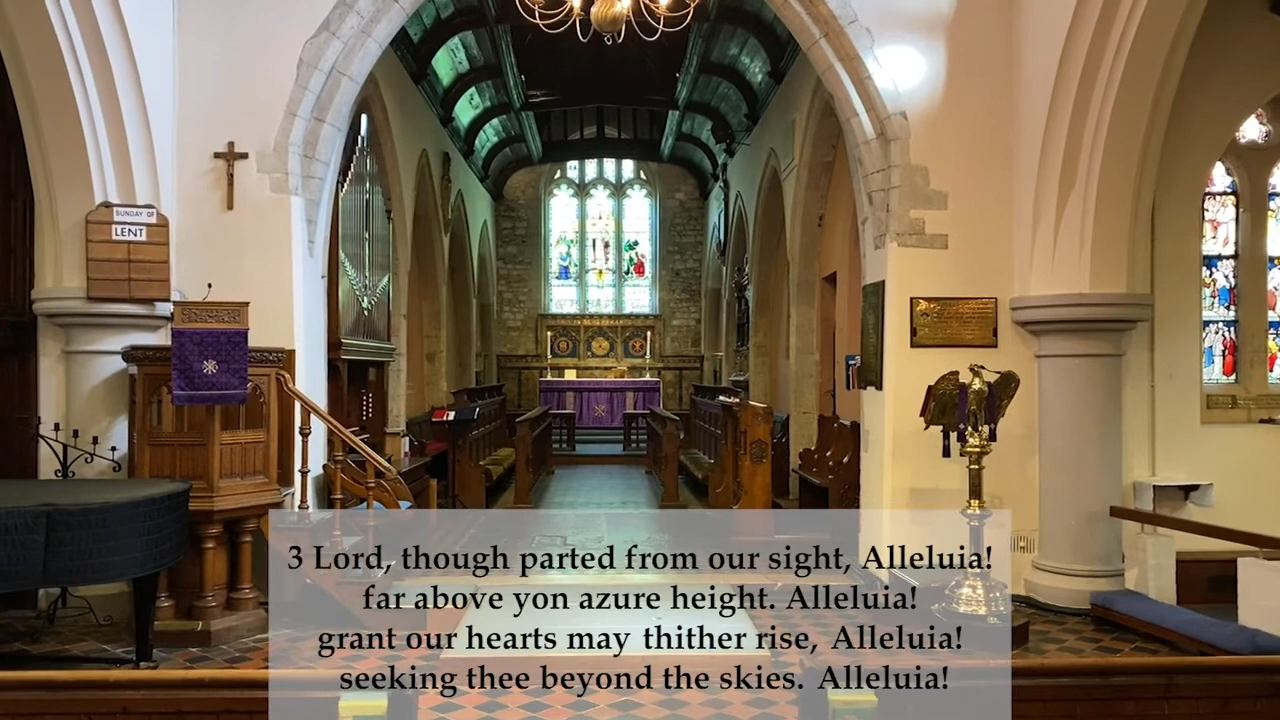 SUNDAY OF
LENT
3 Lord, though parted from our sight, Alleluia!
far above yon azure height. Alleluia!
grant our hearts may thither rise, Alleluia!
seeking thee beyond the skies. Alleluia!